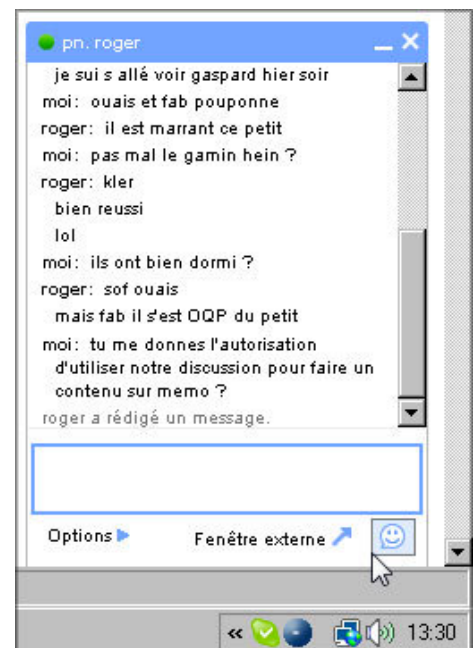 pn. roger
je sui s allé voir gaspard hier soir
moi: ouais et fab pouponne
roger: il est marrant ce petit
moi: pas mal le gamin hein ?
roger: kler
bien reussi
lol
moi: ils ont bien dormi ?
roger: sof ouais
mais fab il s'est OQP du petit
moi: tu me donnes l'autorisation
d'utiliser notre discussion pour faire un
contenu sur memo ?
roger a rédigé un message.
Options
Fenêtre externe
« 13:30